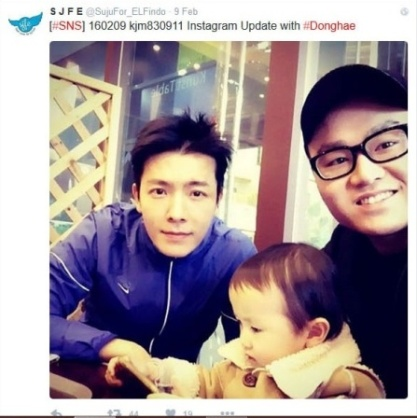 S J F E @SujuFor_ELFindo · 9 Feb
[#SNS] 160209 kjm830911 Instagram Update with #Donghae